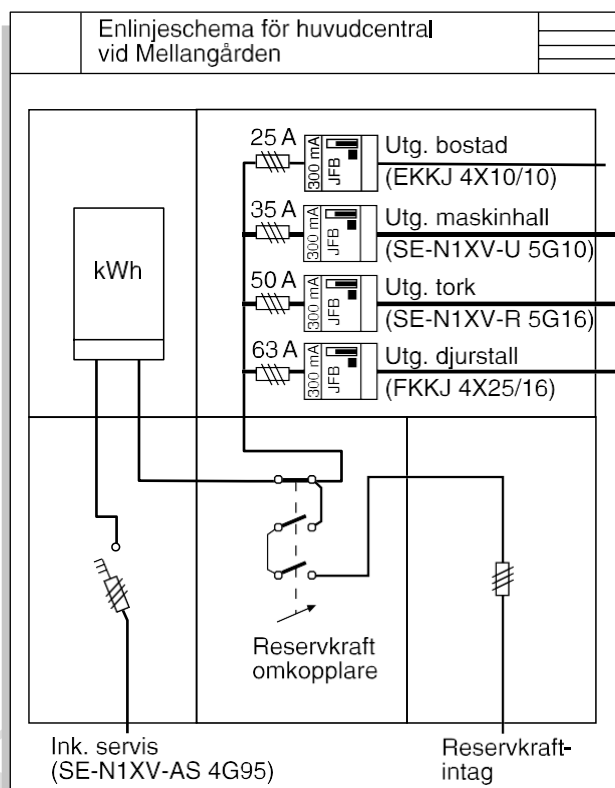 Enlinjeschema för huvudcentral
vid Mellangården
kWh
25 A
300 mA
JFB
Utg. bostad
(EKKJ 4X10/10)
35 A
300 mA
JFB
Utg. maskinhall
(SE-N1XV-U 5G10)
50 A
300 mA
JFB
Utg. tork
(SE-N1XV-R 5G16)
63 A
300 mA
JFB
Utg. djurstall
(FKKJ 4X25/16)
Reservkraft
omkopplare
Ink. servis
(SE-N1XV-AS 4G95)
Reservkraft-
intag